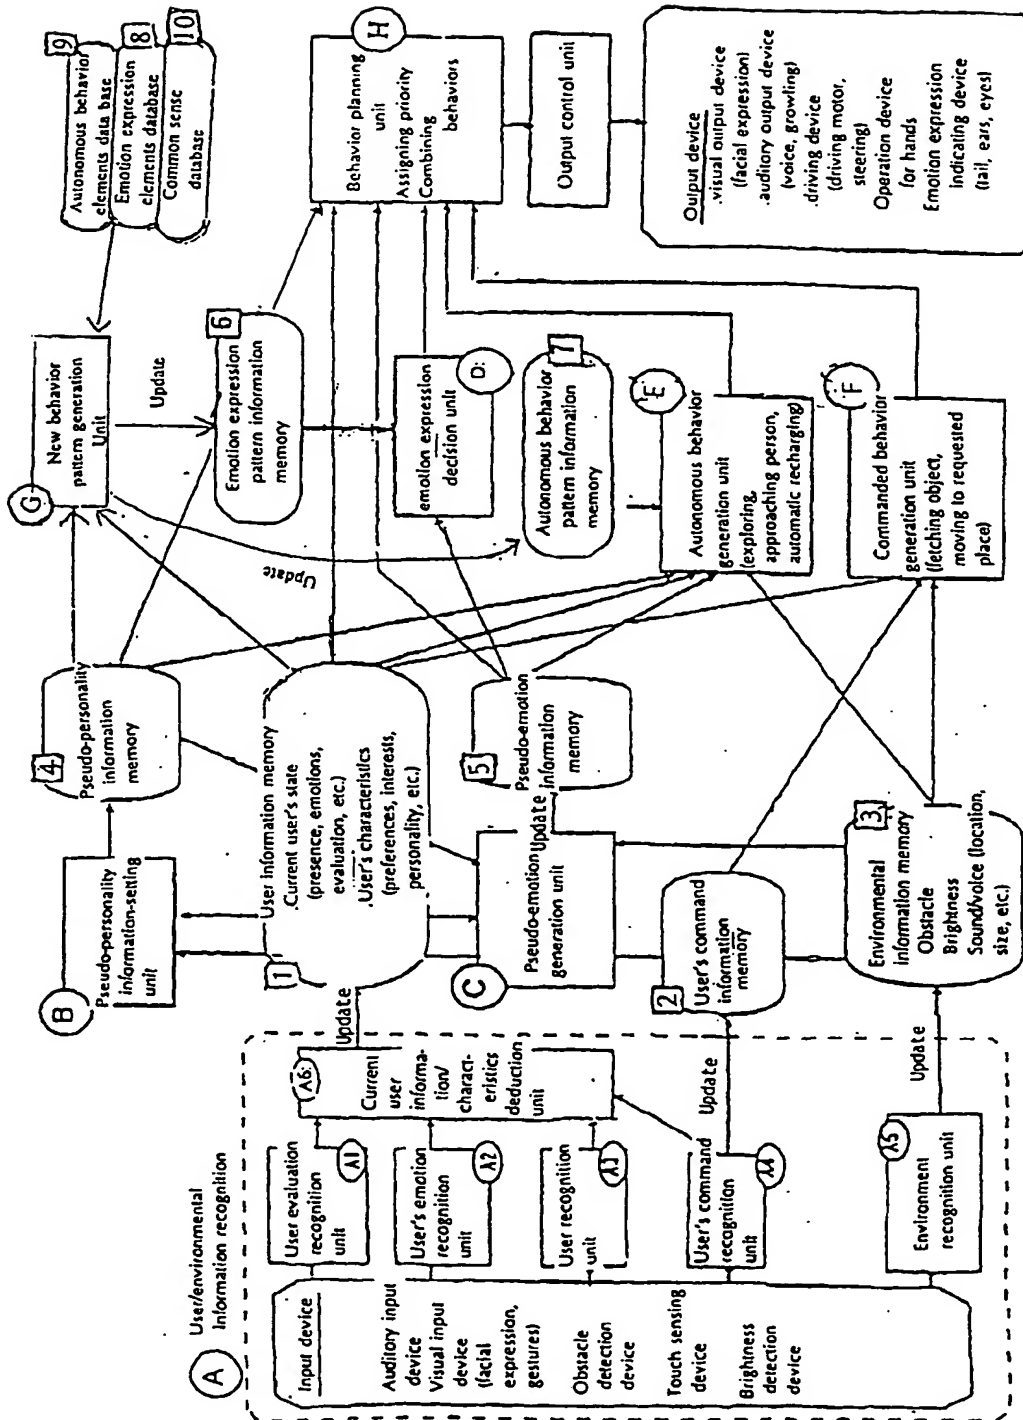 A
User/environmental
Information recognition
Input device
Auditory input
device
Visual input
device
(facial
expression,
gestures)
Obstacle
detection
device
Touch sensing
device
Brightness
detection
device
User evaluation
recognition
unit
A1
User's emotion
recognition
unit
A2
User recognition
unit
A3
User's command
recognition
unit
A4
Environment
recognition unit
A5
A6:
Current
user
informa-
tion/
charact-
eristics
deduction
unit
Update
Update
Update
B
Pseudo-personality
information-setting
unit
1
User information memory
.Current user's state
(presence, emotions,
evaluation, etc.)
.User's characteristics
(preferences, interests,
personality, etc.)
C
Pseudo-emotion
generation unit
Update
2
User's command
information
memory
3
Environmental
Information memory
Obstacle
Brightness
Sound/voice (location,
size, etc.)
4
Pseudo-personality
information
memory
5
Pseudo-emotion
information
memory
G
New behavior
pattern generation
Unit
Update
Update
6
Emotion expression
pattern information
memory
D:
emotion expression
decision unit
7
Autonomous behavior
pattern information
memory
E
Autonomous behavior
generation unit
(exploring,
approaching person,
automatic recharging)
F
Commanded behavior
generation unit
(fetching object,
moving to requested
place)
9
Autonomous behavior
elements data base
8
Emotion expression
elements database
10
Common sense
database
H
Behavior planning
unit
Assigning priority
Combining
behaviors
Output control unit
Output device
.visual output device
(facial expression)
.auditory output device
(voice, growling)
.driving device
(driving motor,
steering)
Operation device
for hands
Emotion expression
Indicating device
(tail, ears, eyes)